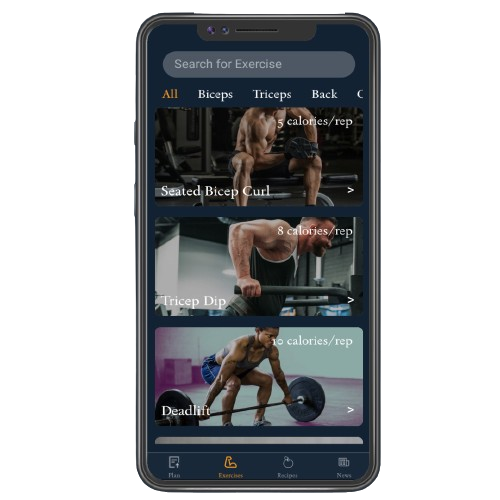 Search for Exercise
All Biceps Triceps Back C
5 calories/rep
Seated Bicep Curl >
8 calories/rep
Tricep Dip >
10 calories/rep
Deadlift >
Plan Exercises Recipes News